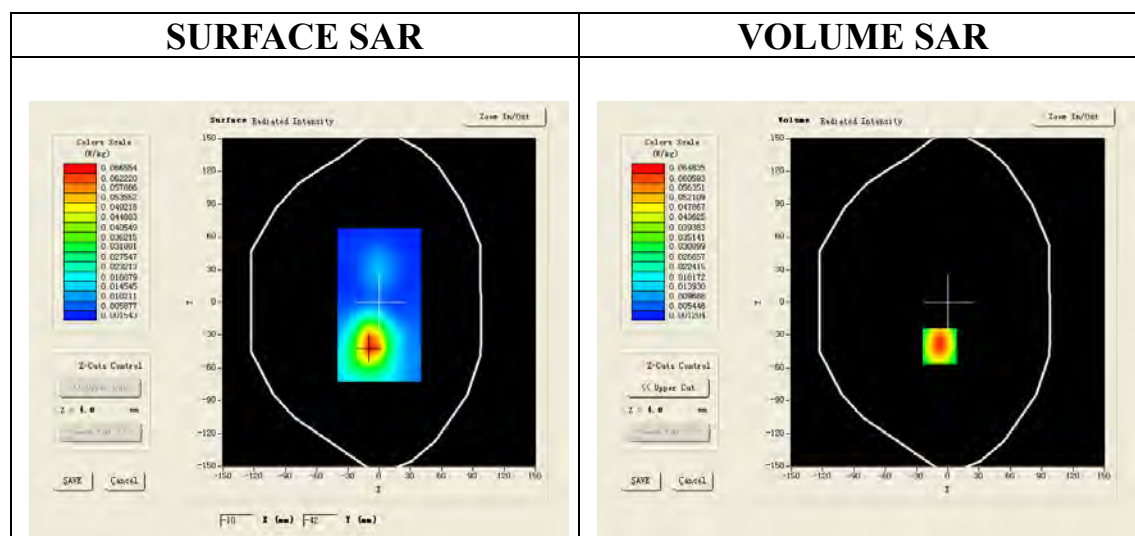 SURFACE SAR
VOLUME SAR
Surface Radiated Intensity
Zoom In/Out
Colors Scale
(W/kg)
0.066554
0.062220
0.057886
0.053552
0.049218
0.044883
0.040549
0.036215
0.031881
0.027547
0.023213
0.018879
0.014545
0.010211
0.005877
0.001543
150
120
90
60
30
0
-30
-60
-90
-120
-150
-150 -120 -90 -60 -30 0 30 60 90 120 150
Z-Cuts Control
Z = 4.0 mm
SAVE Cancel
-10 X (mm) -42 Y (mm)
Volume Radiated Intensity
Zoom In/Out
Colors Scale
(W/kg)
0.064835
0.060593
0.056351
0.052109
0.047867
0.043625
0.039383
0.035141
0.030899
0.026657
0.022415
0.018172
0.013930
0.009688
0.005446
0.001204
150
120
90
60
30
0
-30
-60
-90
-120
-150
-150 -120 -90 -60 -30 0 30 60 90 120 150
Z-Cuts Control
<< Upper Cut
Z = 4.0 mm
SAVE Cancel